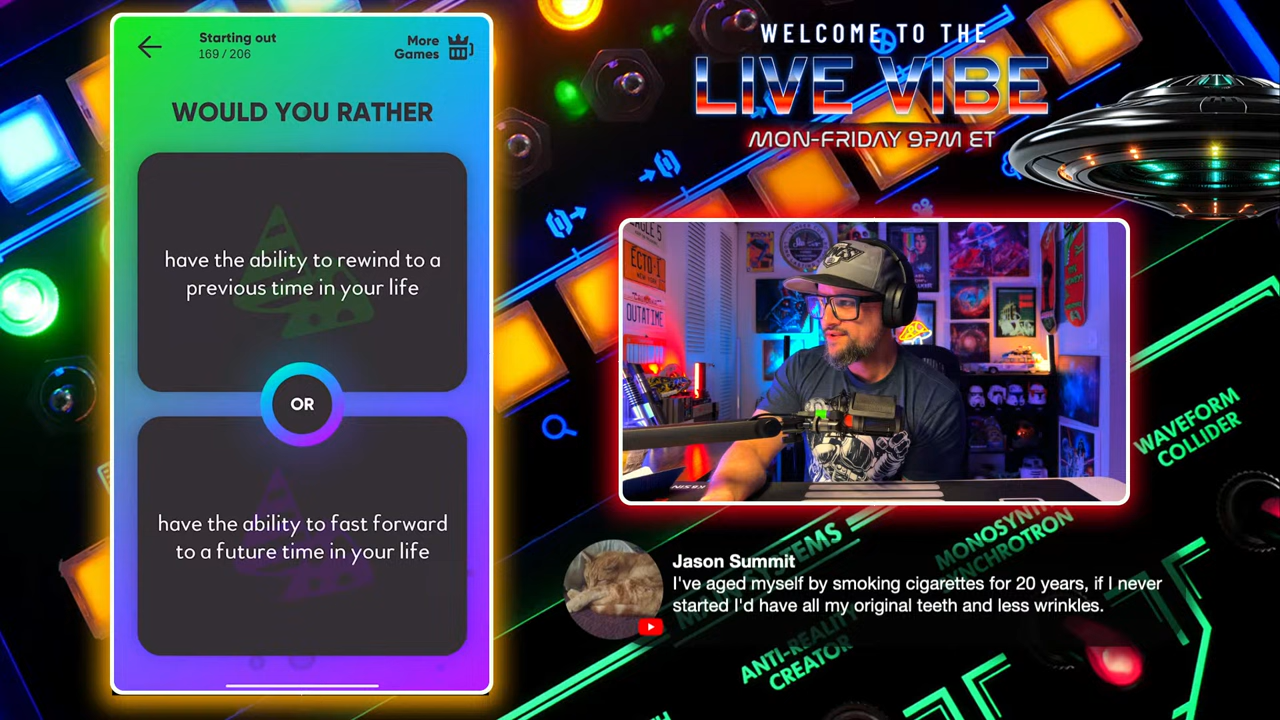 Starting out
169 / 206
More
Games
WOULD YOU RATHER
have the ability to rewind to a
previous time in your life
OR
have the ability to fast forward
to a future time in your life
WELCOME TO THE
LIVE VIBE
MON-FRIDAY 9PM ET
EAGLE 5
ECTO-1
OUTATIME
KINGS
Jason Summit
I've aged myself by smoking cigarettes for 20 years, if I never
started I'd have all my original teeth and less wrinkles.
WAVEFORM
COLLIDER
ANTI-REALITY
CREATOR